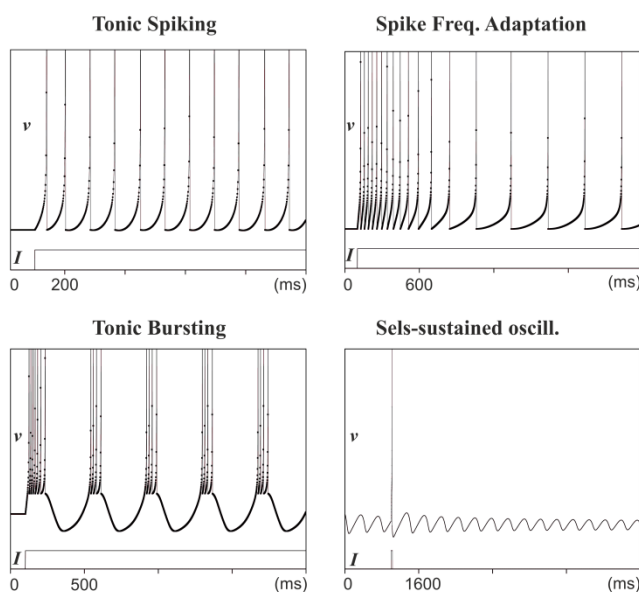 Tonic Spiking
v
I
0 200 (ms)
Spike Freq. Adaptation
v
I
0 600 (ms)
Tonic Bursting
v
I
0 500 (ms)
Sels-sustained oscill.
v
I
0 1600 (ms)